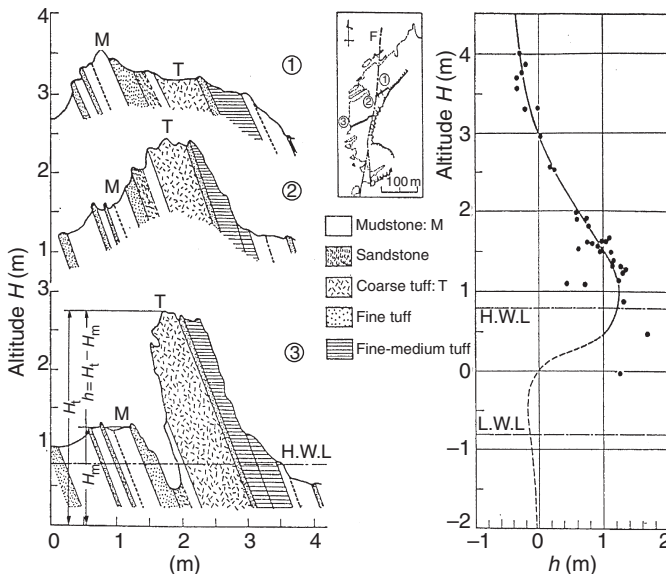 Altitude H (m)
4
3
M
T
①
2
1
T
M
②
3
2
1
T
M
③
Hₜ
h = Hₜ − Hₘ
Hₘ
H.W.L
0 1 2 3 4
(m)
F
①
②
③
100 m
Mudstone: M
Sandstone
Coarse tuff: T
Fine tuff
Fine-medium tuff
Altitude H (m)
4
3
2
1
H.W.L
0
L.W.L
−1
−2
−1 0 1 2
h (m)